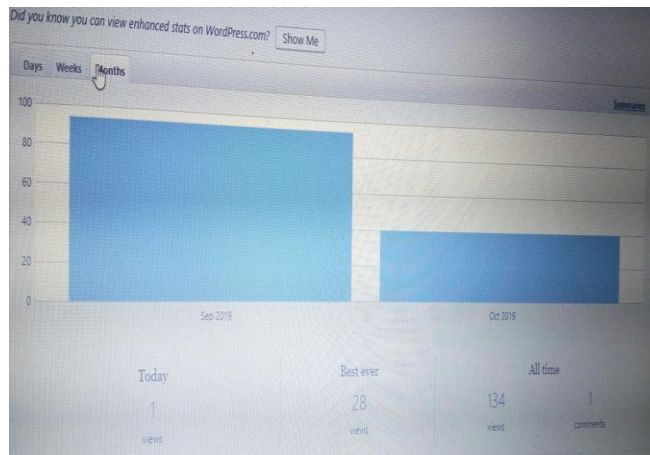 Did you know you can view enhanced stats on WordPress.com? Show Me
Days Weeks Months
Summaries
100
80
60
40
20
0
Sep 2019 Oct 2019
Today Best ever All time
1 28 134 1
views views views comments